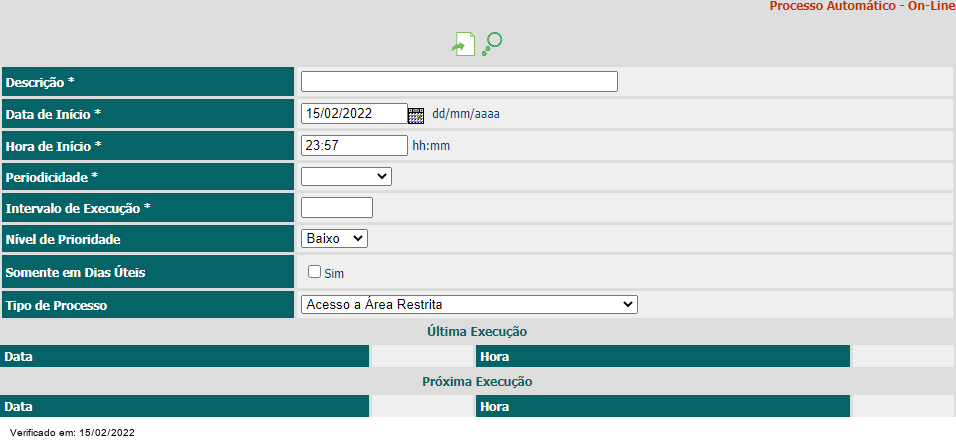 Processo Automático - On-Line
Descrição *
Data de Início * 15/02/2022 dd/mm/aaaa
Hora de Início * 23:57 hh:mm
Periodicidade *
Intervalo de Execução *
Nível de Prioridade Baixo
Somente em Dias Úteis Sim
Tipo de Processo Acesso a Área Restrita
Última Execução
Data Hora
Próxima Execução
Data Hora
Verificado em: 15/02/2022